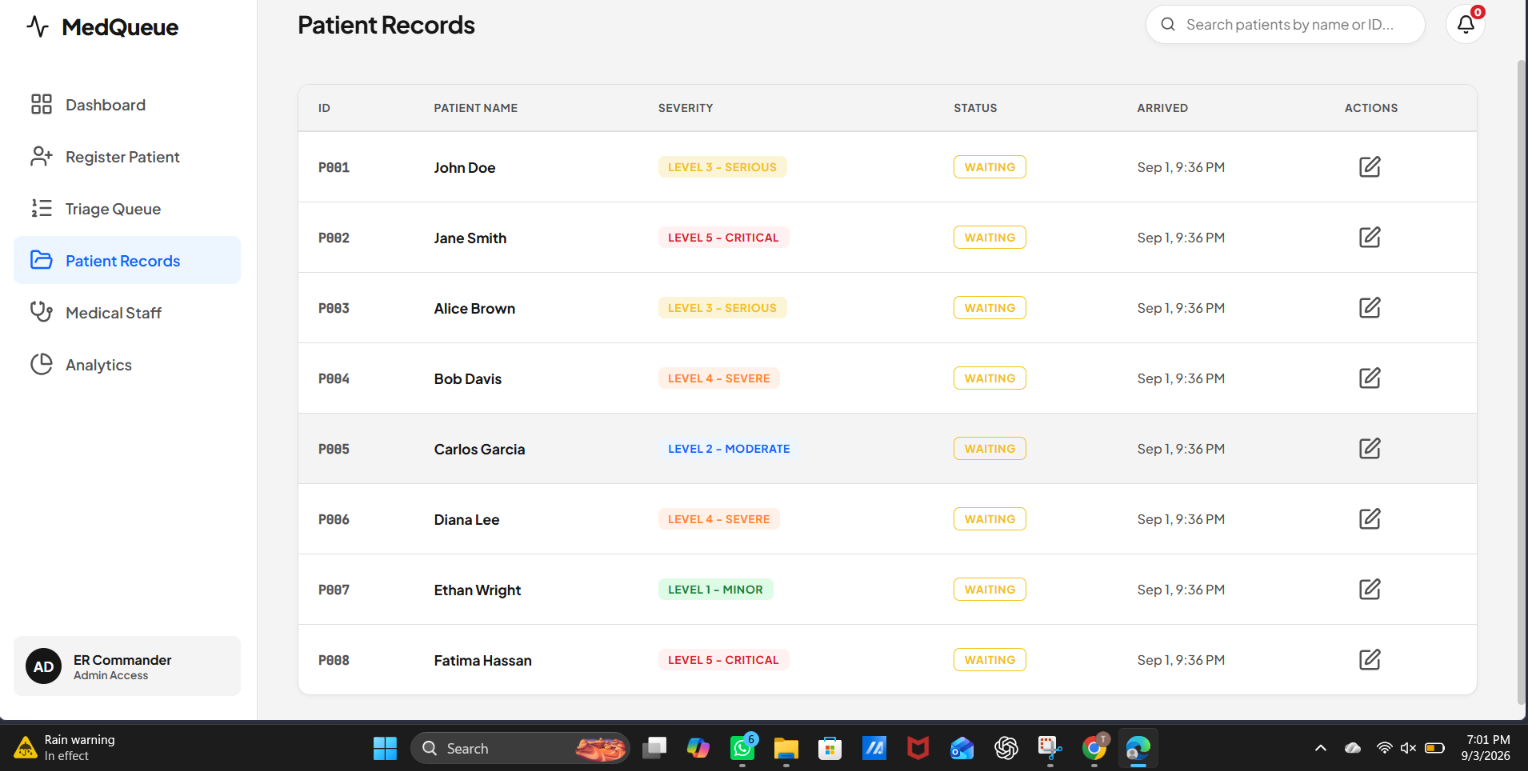 MedQueue
Patient Records
Search patients by name or ID...
0
Dashboard
Register Patient
Triage Queue
Patient Records
Medical Staff
Analytics
ID PATIENT NAME SEVERITY STATUS ARRIVED ACTIONS
P001 John Doe LEVEL 3 - SERIOUS WAITING Sep 1, 9:36 PM
P002 Jane Smith LEVEL 5 - CRITICAL WAITING Sep 1, 9:36 PM
P003 Alice Brown LEVEL 3 - SERIOUS WAITING Sep 1, 9:36 PM
P004 Bob Davis LEVEL 4 - SEVERE WAITING Sep 1, 9:36 PM
P005 Carlos Garcia LEVEL 2 - MODERATE WAITING Sep 1, 9:36 PM
P006 Diana Lee LEVEL 4 - SEVERE WAITING Sep 1, 9:36 PM
P007 Ethan Wright LEVEL 1 - MINOR WAITING Sep 1, 9:36 PM
P008 Fatima Hassan LEVEL 5 - CRITICAL WAITING Sep 1, 9:36 PM
AD
ER Commander
Admin Access
Rain warning
In effect
Search
6
T
7:01 PM
9/3/2026